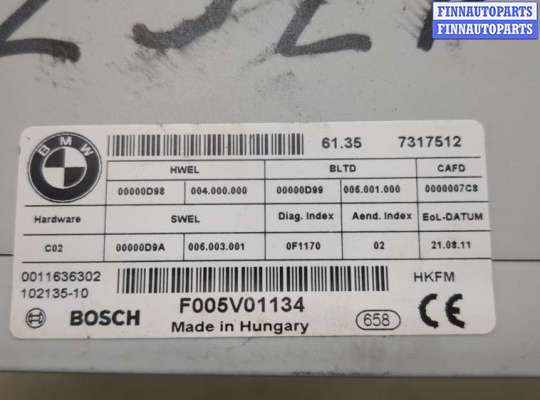 FINNAUTOPARTS
FINNAUTOPARTS
BMW
61.35 7317512
HWEL BLTD CAFD
00000D98 004.000.000 00000D99 006.001.000 0000007C8
Hardware SWEL Diag. Index Aend. Index EoL-DATUM
C02 00000D9A 006.003.001 0F1170 02 21.08.11
0011636302 HKFM
102135-10
BOSCH F005V01134 658 CE
Made in Hungary